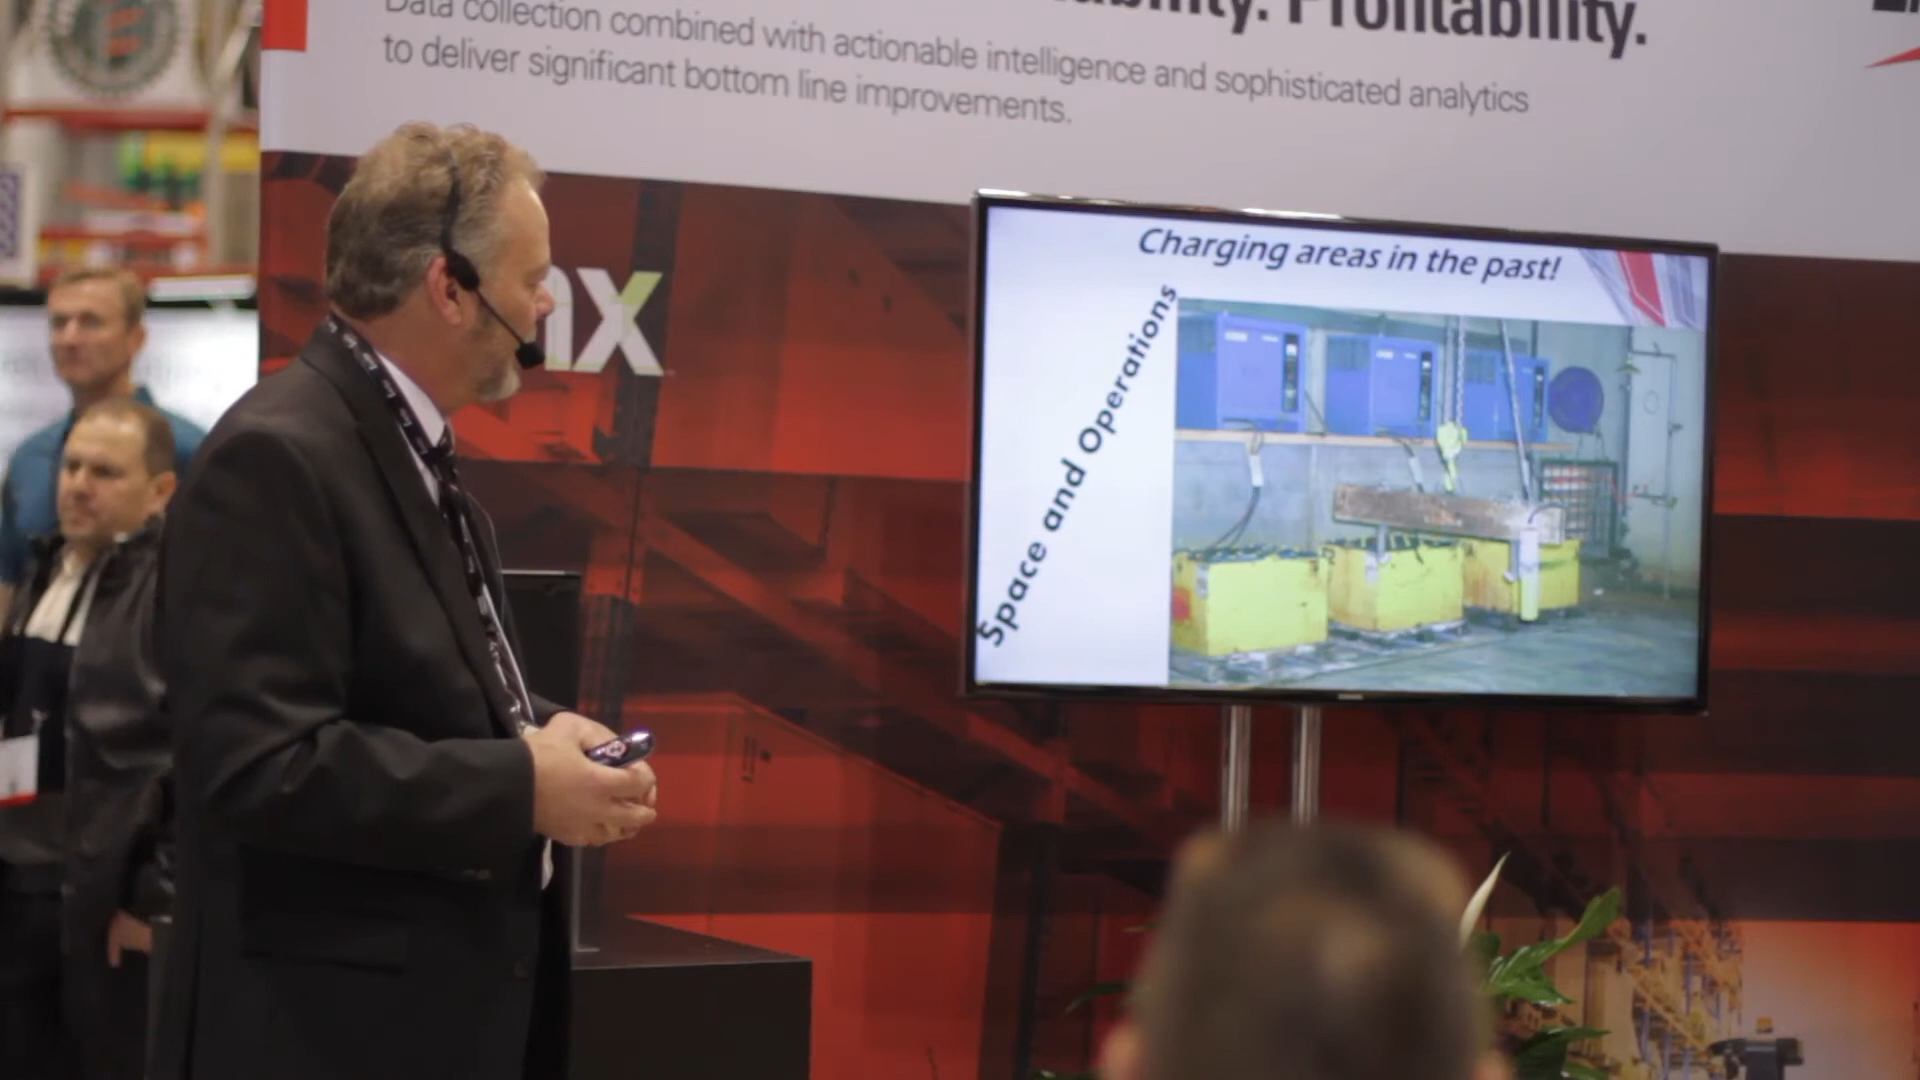 Profitability.
Data collection combined with actionable intelligence and sophisticated analytics
to deliver significant bottom line improvements.
Charging areas in the past!
Space and Operations